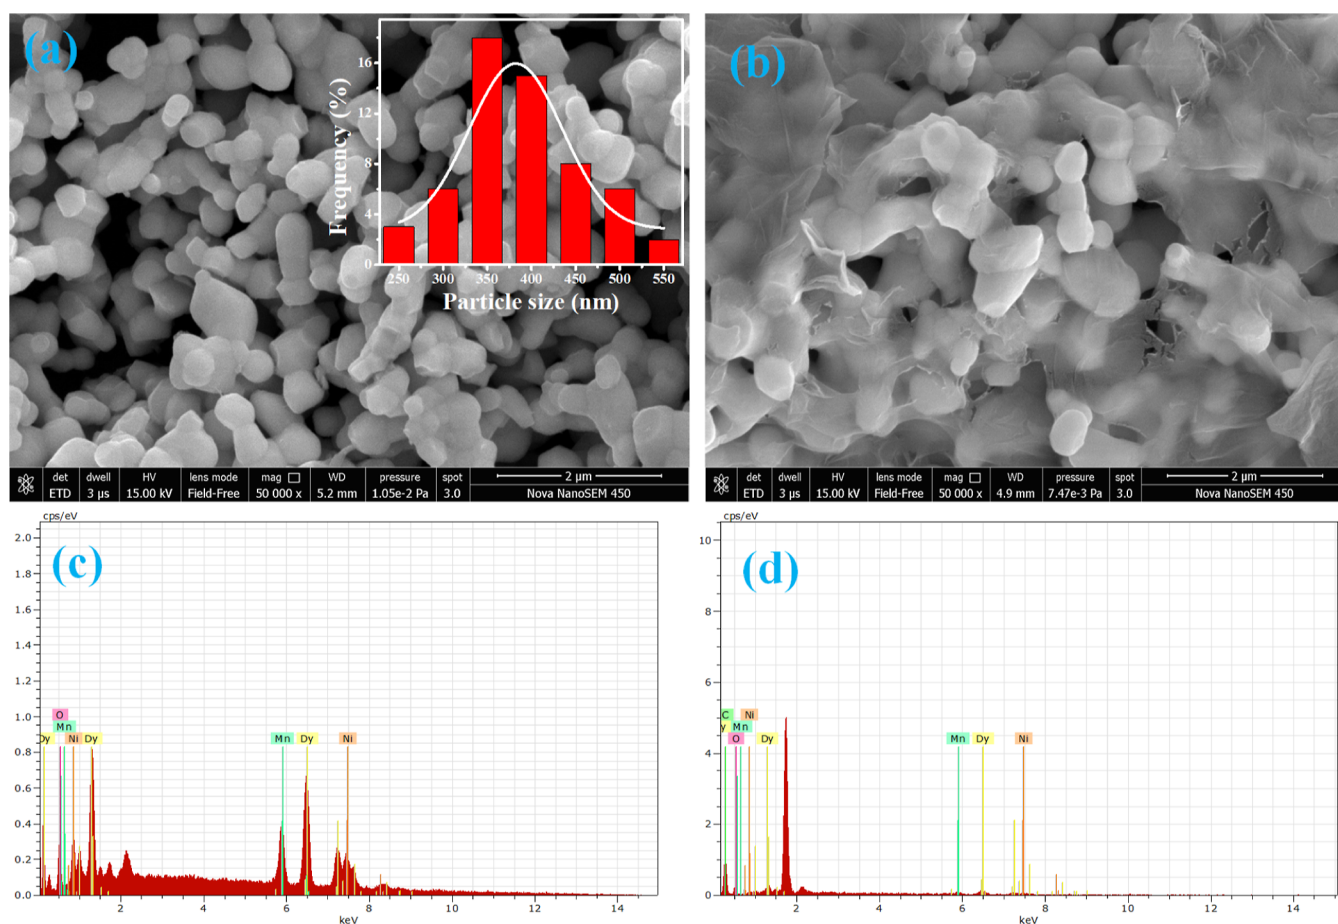 (a)
Frequency (%)
16
12
8
4
0
250 300 350 400 450 500 550
Particle size (nm)
det dwell HV lens mode mag WD pressure spot 2 µm
ETD 3 µs 15.00 kV Field-Free 50 000 x 5.2 mm 1.05e-2 Pa 3.0 Nova NanoSEM 450
(b)
det dwell HV lens mode mag WD pressure spot 2 µm
ETD 3 µs 15.00 kV Field-Free 50 000 x 4.9 mm 7.47e-3 Pa 3.0 Nova NanoSEM 450
cps/eV
(c)
2.0
1.8
1.6
1.4
1.2
1.0
0.8
0.6
0.4
0.2
0.0
O
Mn
Dy Ni Dy Mn Dy Ni
2 4 6 8 10 12 14
keV
cps/eV
(d)
10
8
6
4
2
0
C Ni
y Mn
O Dy Mn Dy Ni
2 4 6 8 10 12 14
keV